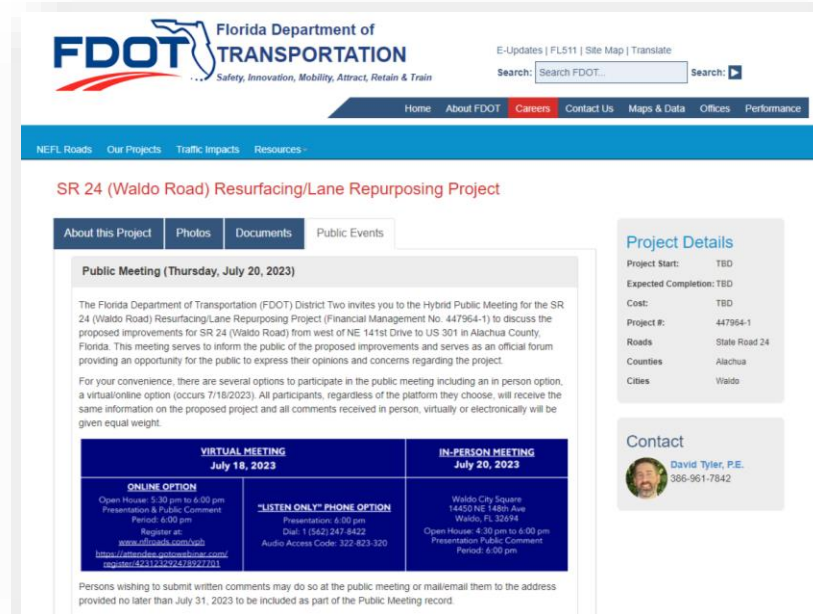 FDOT
Florida Department of
TRANSPORTATION
Safety, Innovation, Mobility, Attract, Retain & Train
E-Updates | FL511 | Site Map | Translate
Search: Search FDOT... Search:
Home About FDOT Careers Contact Us Maps & Data Offices Performance
NEFL Roads Our Projects Traffic Impacts Resources
SR 24 (Waldo Road) Resurfacing/Lane Repurposing Project
About this Project Photos Documents Public Events
Public Meeting (Thursday, July 20, 2023)
The Florida Department of Transportation (FDOT) District Two invites you to the Hybrid Public Meeting for the SR
24 (Waldo Road) Resurfacing/Lane Repurposing Project (Financial Management No. 447964-1) to discuss the
proposed improvements for SR 24 (Waldo Road) from west of NE 141st Drive to US 301 in Alachua County,
Florida. This meeting serves to inform the public of the proposed improvements and serves as an official forum
providing an opportunity for the public to express their opinions and concerns regarding the project.
For your convenience, there are several options to participate in the public meeting including an in person option,
a virtual/online option (occurs 7/18/2023). All participants, regardless of the platform they choose, will receive the
same information on the proposed project and all comments received in person, virtually or electronically will be
given equal weight.
VIRTUAL MEETING
July 18, 2023
ONLINE OPTION
Open House: 5:30 pm to 6:00 pm
Presentation & Public Comment
Period: 6:00 pm
Register at:
www.nflroads.com/vph
https://attendee.gotowebinar.com/
register/423123292478927701
"LISTEN ONLY" PHONE OPTION
Presentation: 6:00 pm
Dial: 1 (562) 247-8422
Audio Access Code: 322-823-320
IN-PERSON MEETING
July 20, 2023
Waldo City Square
14450 NE 148th Ave
Waldo, FL 32694
Open House: 4:30 pm to 6:00 pm
Presentation Public Comment
Period: 6:00 pm
Persons wishing to submit written comments may do so at the public meeting or mail/email them to the address
provided no later than July 31, 2023 to be included as part of the Public Meeting record.
Project Details
Project Start: TBD
Expected Completion: TBD
Cost: TBD
Project #: 447964-1
Roads State Road 24
Counties Alachua
Cities Waldo
Contact
David Tyler, P.E.
386-961-7842